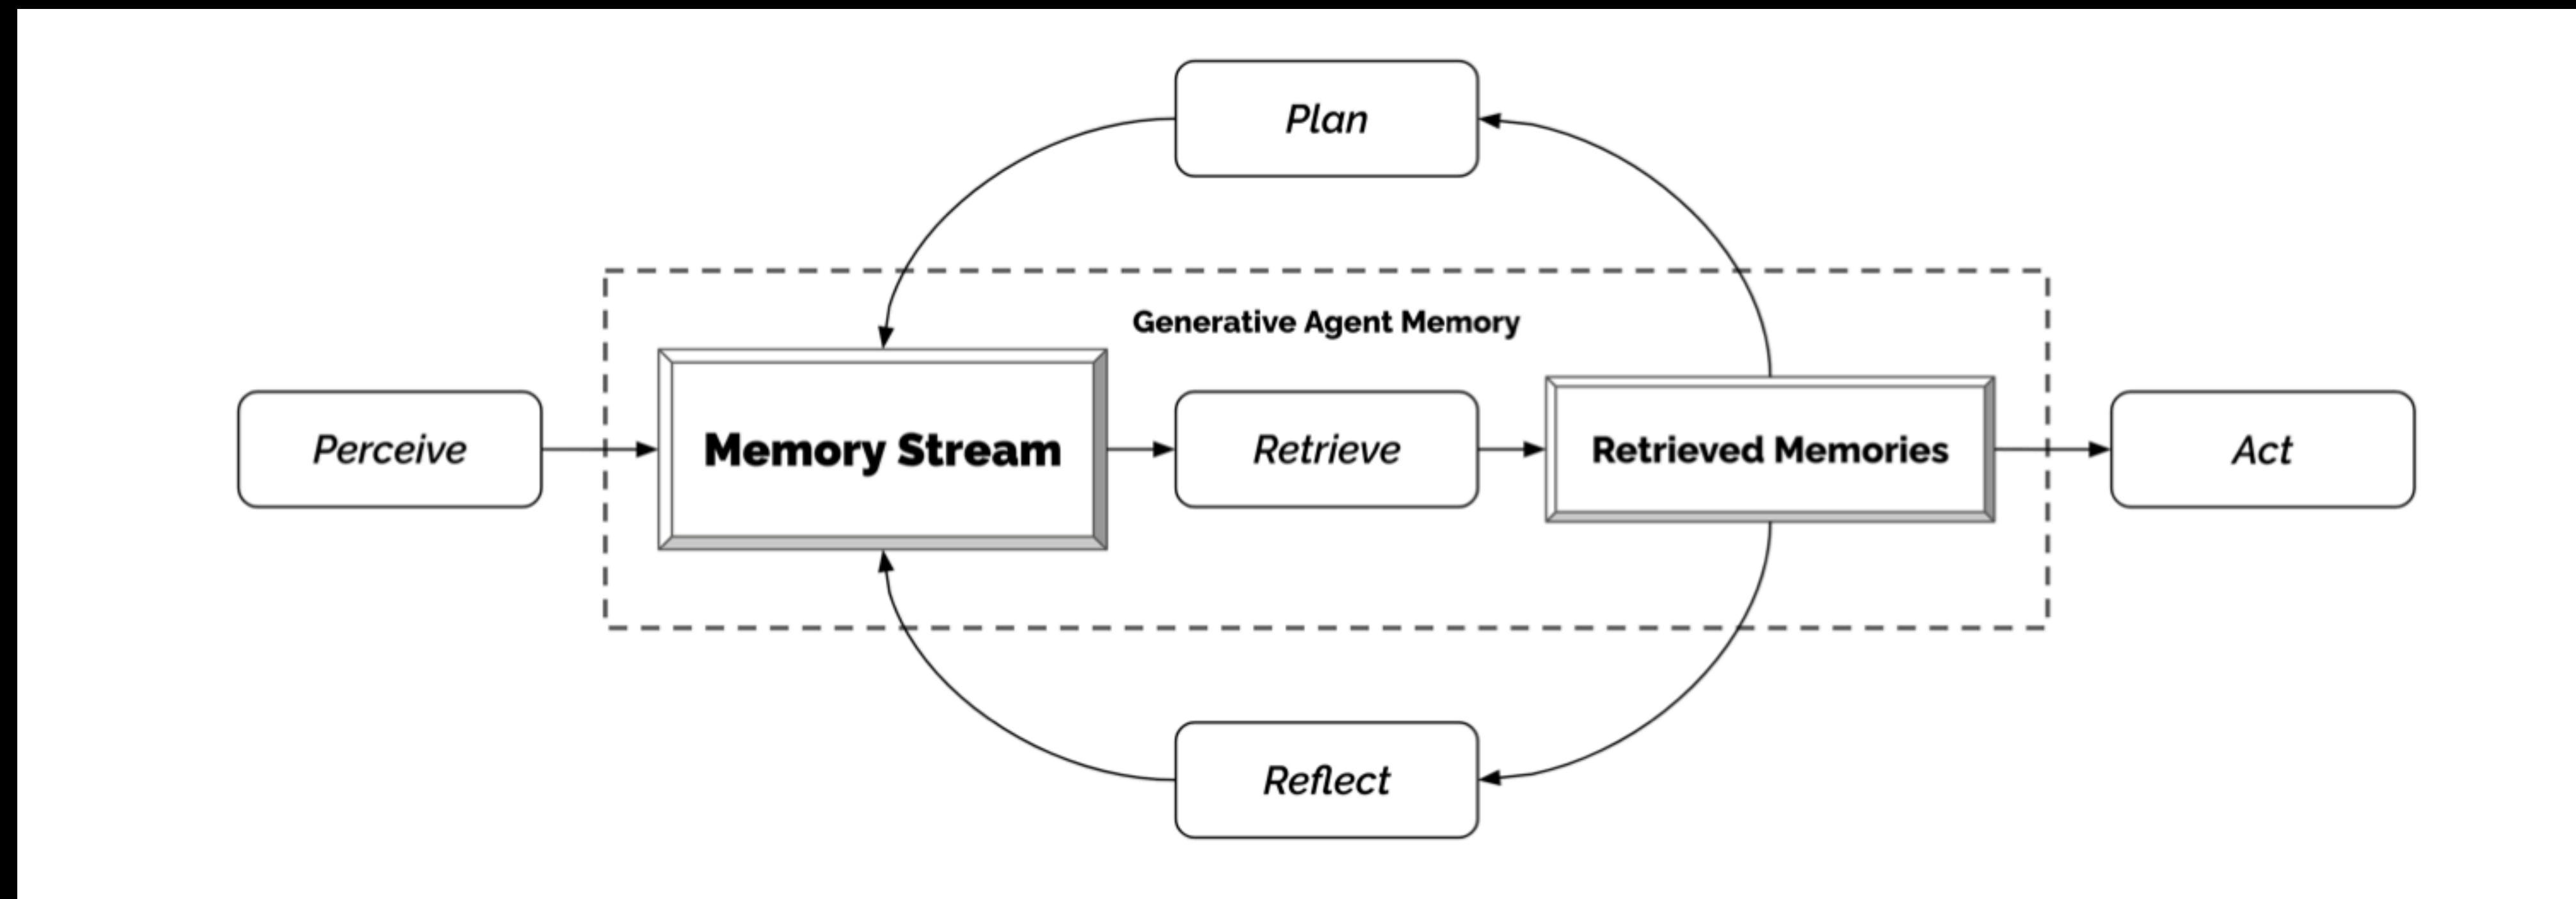 Plan
Generative Agent Memory
Perceive
Memory Stream
Retrieve
Retrieved Memories
Act
Reflect